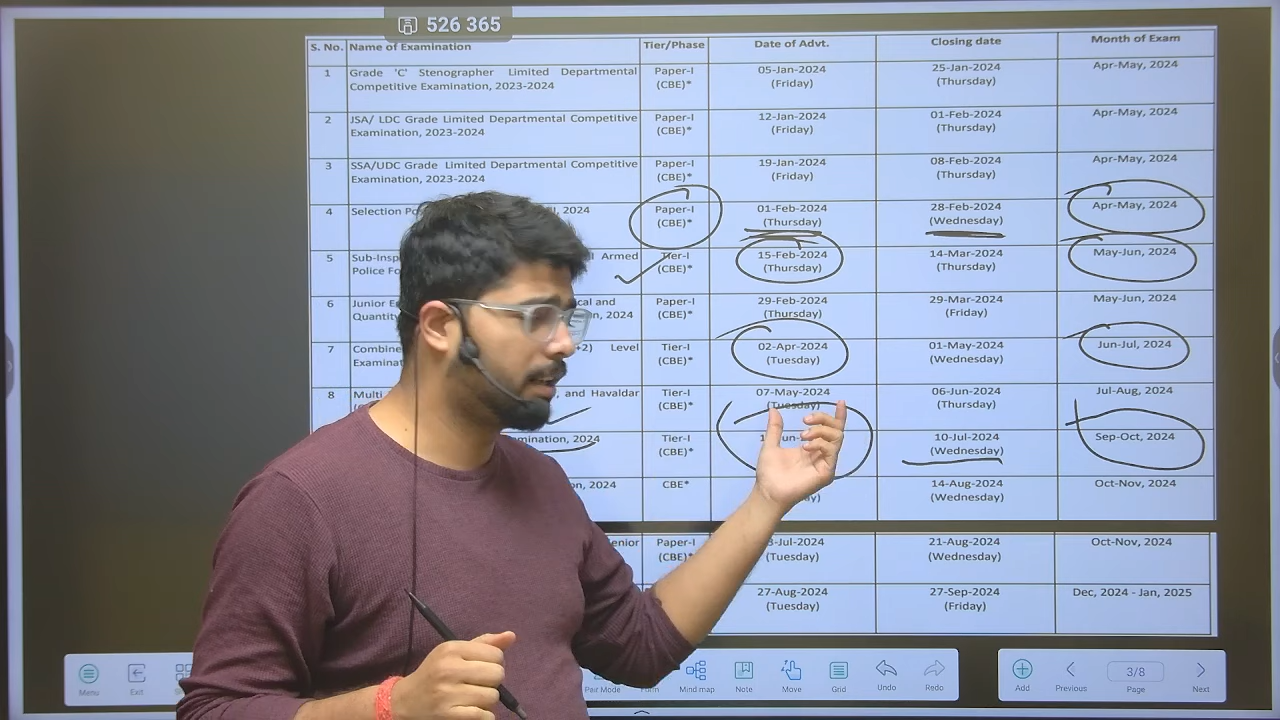 526 365
S. No. Name of Examination Tier/Phase Date of Advt. Closing date Month of Exam
1 Grade 'C' Stenographer Limited Departmental Paper-I 05-Jan-2024 25-Jan-2024 Apr-May, 2024
Competitive Examination, 2023-2024 (CBE)* (Friday) (Thursday)
2 JSA/ LDC Grade Limited Departmental Competitive Paper-I 12-Jan-2024 01-Feb-2024 Apr-May, 2024
Examination, 2023-2024 (CBE)* (Friday) (Thursday)
3 SSA/UDC Grade Limited Departmental Competitive Paper-I 19-Jan-2024 08-Feb-2024 Apr-May, 2024
Examination, 2023-2024 (CBE)* (Friday) (Thursday)
4 Selection 2024 Paper-I 01-Feb-2024 28-Feb-2024 Apr-May, 2024
(CBE)* (Thursday) (Wednesday)
5 Armed Tier-I 15-Feb-2024 14-Mar-2024 May-Jun, 2024
Police (CBE)* (Thursday) (Thursday)
6 Junior and Paper-I 29-Feb-2024 29-Mar-2024 May-Jun, 2024
2024 (CBE)* (Thursday) (Friday)
7 +2) Level Tier-I 02-Apr-2024 01-May-2024 Jun-Jul, 2024
(CBE)* (Tuesday) (Wednesday)
8 Multi , and Havaldar Tier-I 07-May-2024 06-Jun-2024 Jul-Aug, 2024
(CBE)* (Tuesday) (Thursday)
2024 Tier-I 10-Jul-2024 Sep-Oct, 2024
(CBE)* (Wednesday)
2024 CBE* 14-Aug-2024 Oct-Nov, 2024
(Wednesday)
Paper-I 21-Aug-2024 Oct-Nov, 2024
(CBE)* (Tuesday) (Wednesday)
27-Aug-2024 27-Sep-2024 Dec, 2024 - Jan, 2025
(Tuesday) (Friday)
3/8
Menu Exit Pair Mode Mind map Note Move Grid Undo Redo Add Previous Page Next